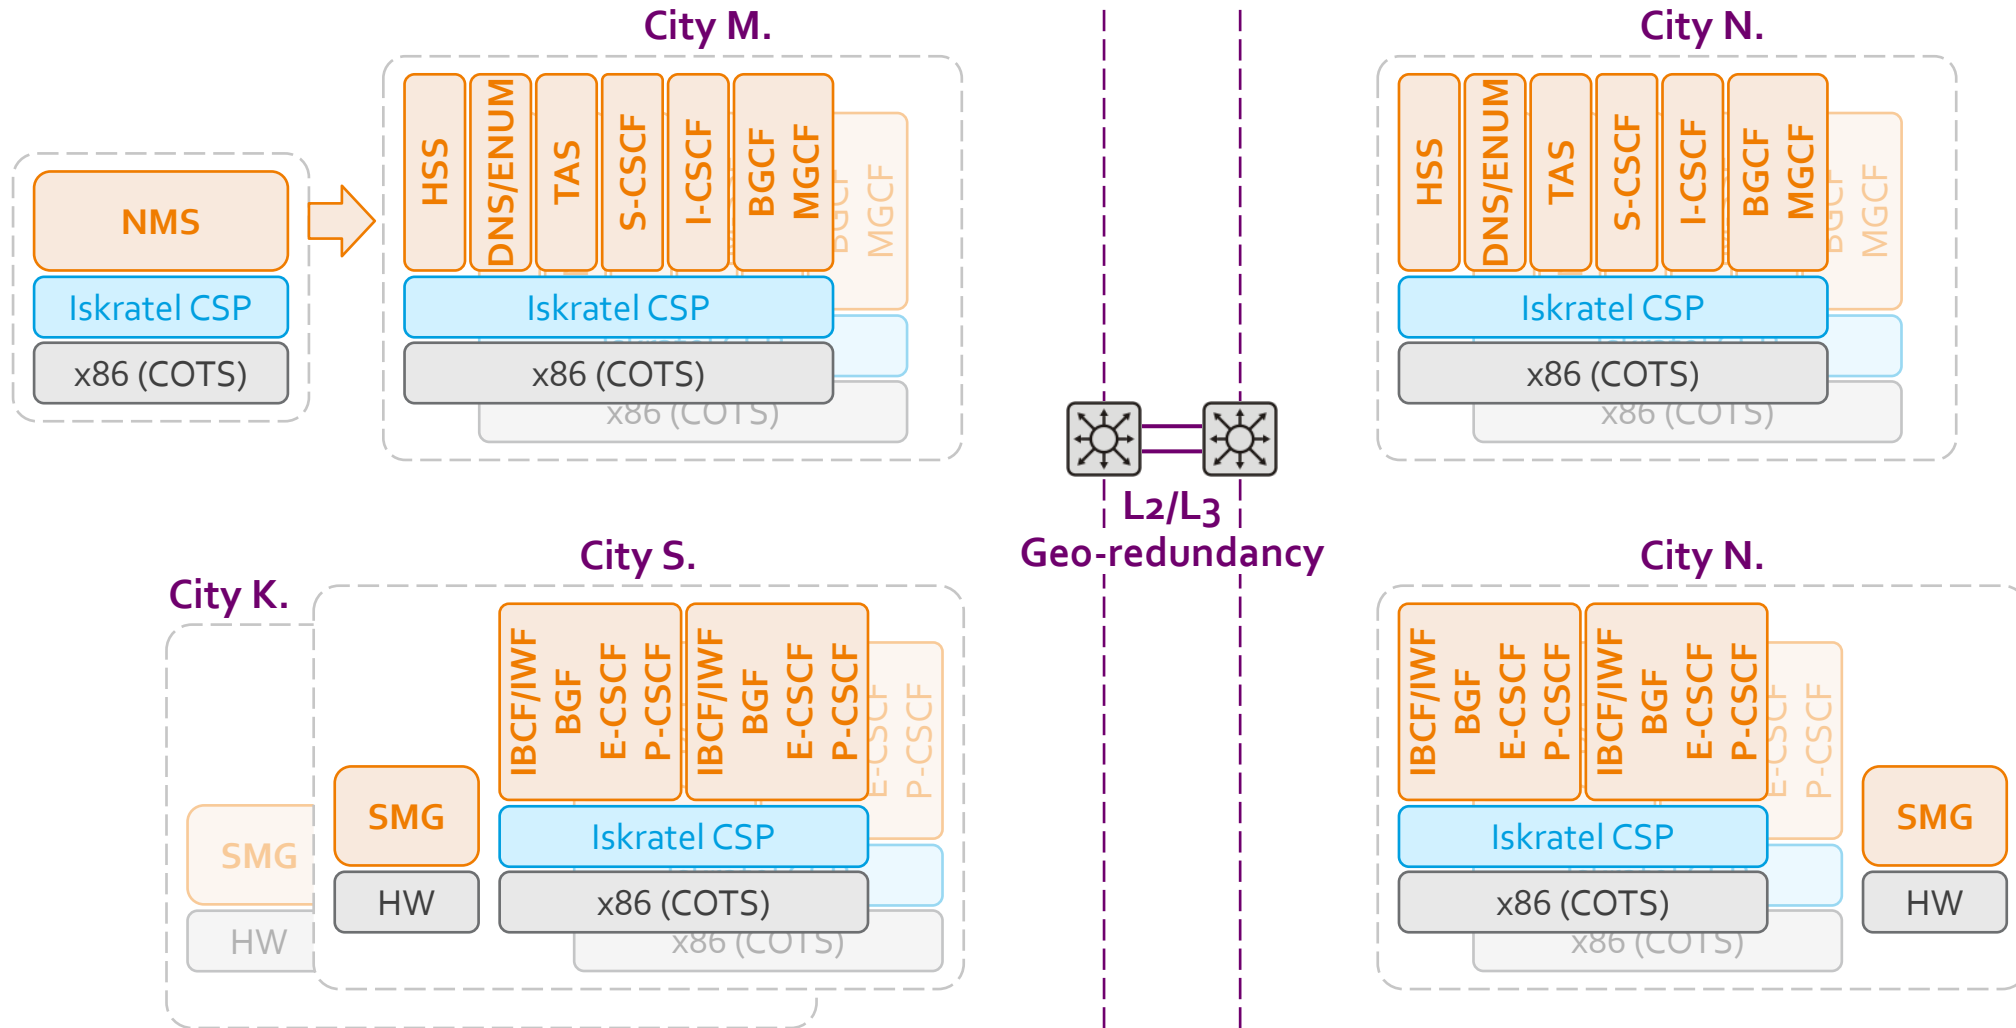 City M.
City N.
HSS
DNS/ENUM
TAS
S-CSCF
I-CSCF
BGCF
MGCF
BGCF
MGCF
NMS
Iskratel CSP
x86 (COTS)
Iskratel CSP
x86 (COTS)
x86 (COTS)
HSS
DNS/ENUM
TAS
S-CSCF
I-CSCF
BGCF
MGCF
BGCF
MGCF
Iskratel CSP
x86 (COTS)
x86 (COTS)
L2/L3
Geo-redundancy
City K.
City S.
City N.
SMG
HW
SMG
HW
IBCF/IWF
BGF
E-CSCF
P-CSCF
IBCF/IWF
BGF
E-CSCF
P-CSCF
E-CSCF
P-CSCF
Iskratel CSP
x86 (COTS)
x86 (COTS)
IBCF/IWF
BGF
E-CSCF
P-CSCF
IBCF/IWF
BGF
E-CSCF
P-CSCF
E-CSCF
P-CSCF
Iskratel CSP
x86 (COTS)
x86 (COTS)
SMG
HW